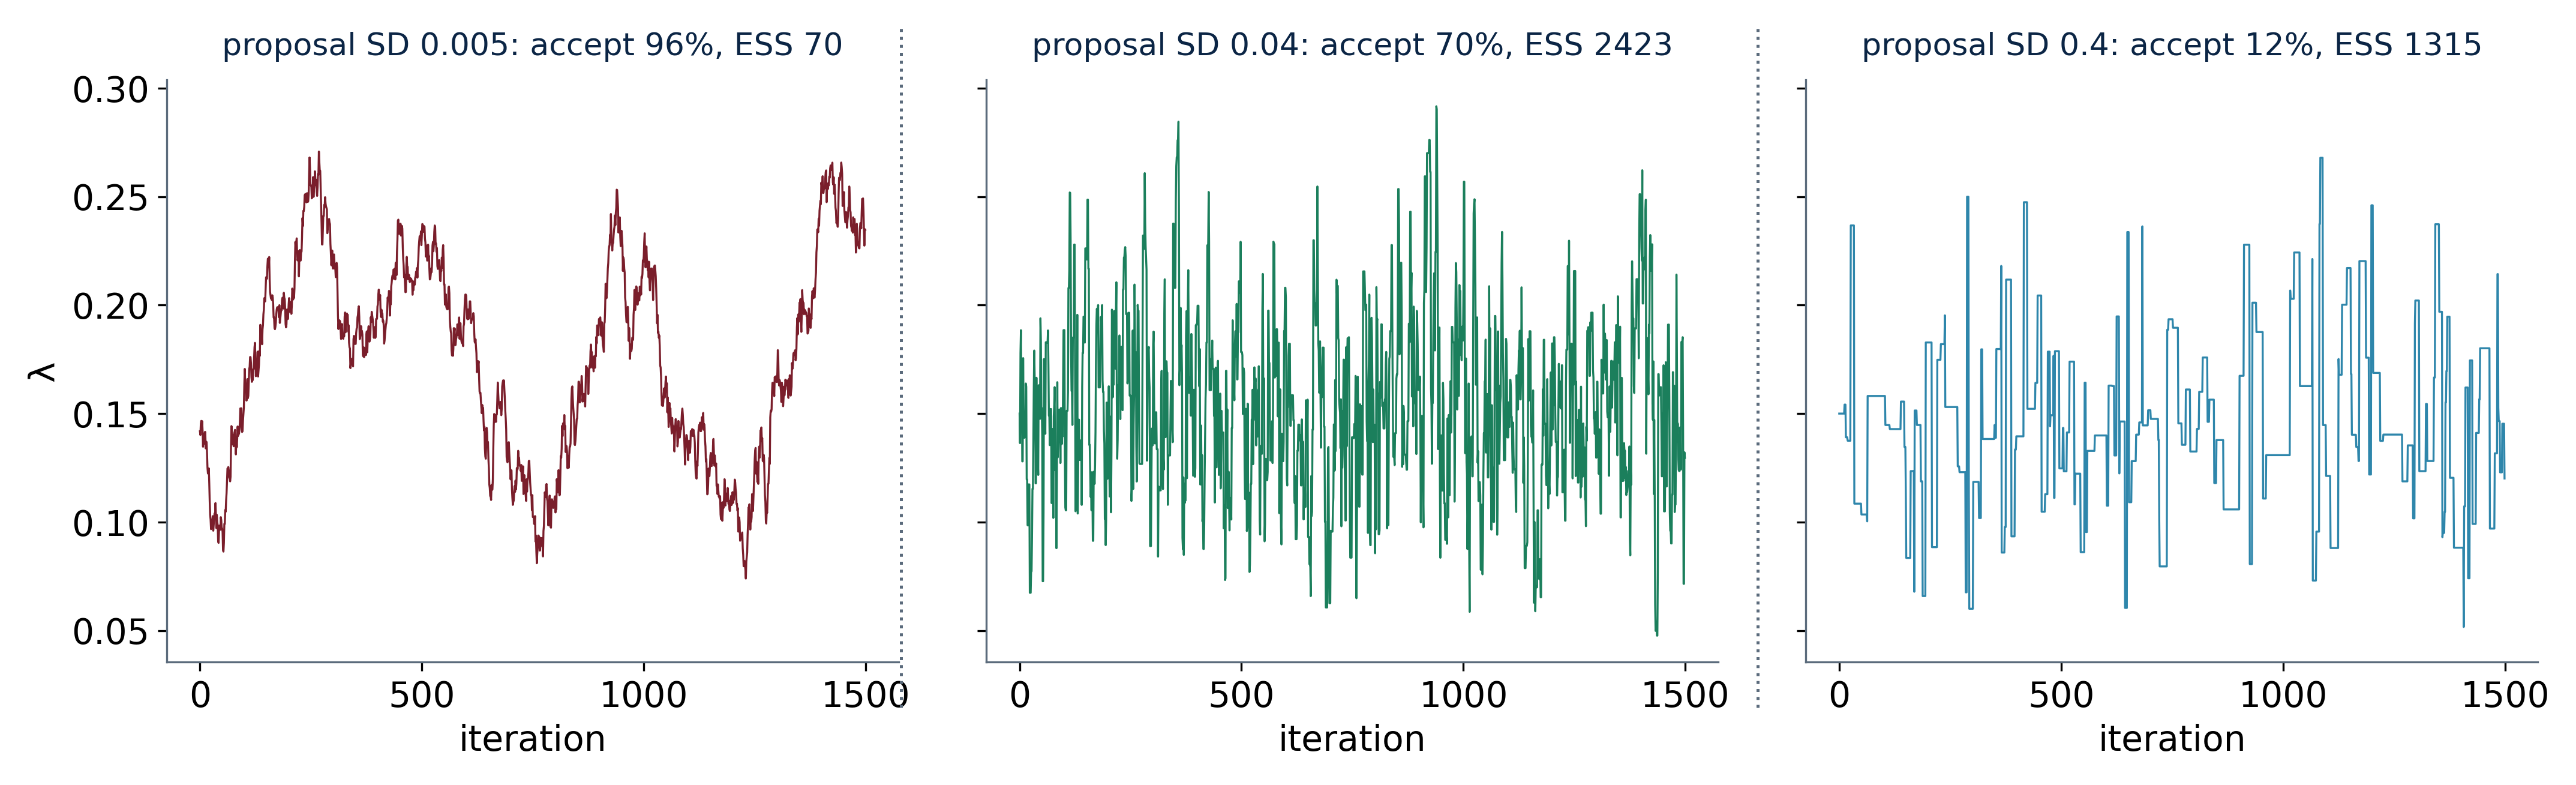 proposal SD 0.005: accept 96%, ESS 70
proposal SD 0.04: accept 70%, ESS 2423
proposal SD 0.4: accept 12%, ESS 1315
0.30
0.25
0.20
0.15
0.10
0.05
λ
0 500 1000 1500
iteration
0 500 1000 1500
iteration
0 500 1000 1500
iteration